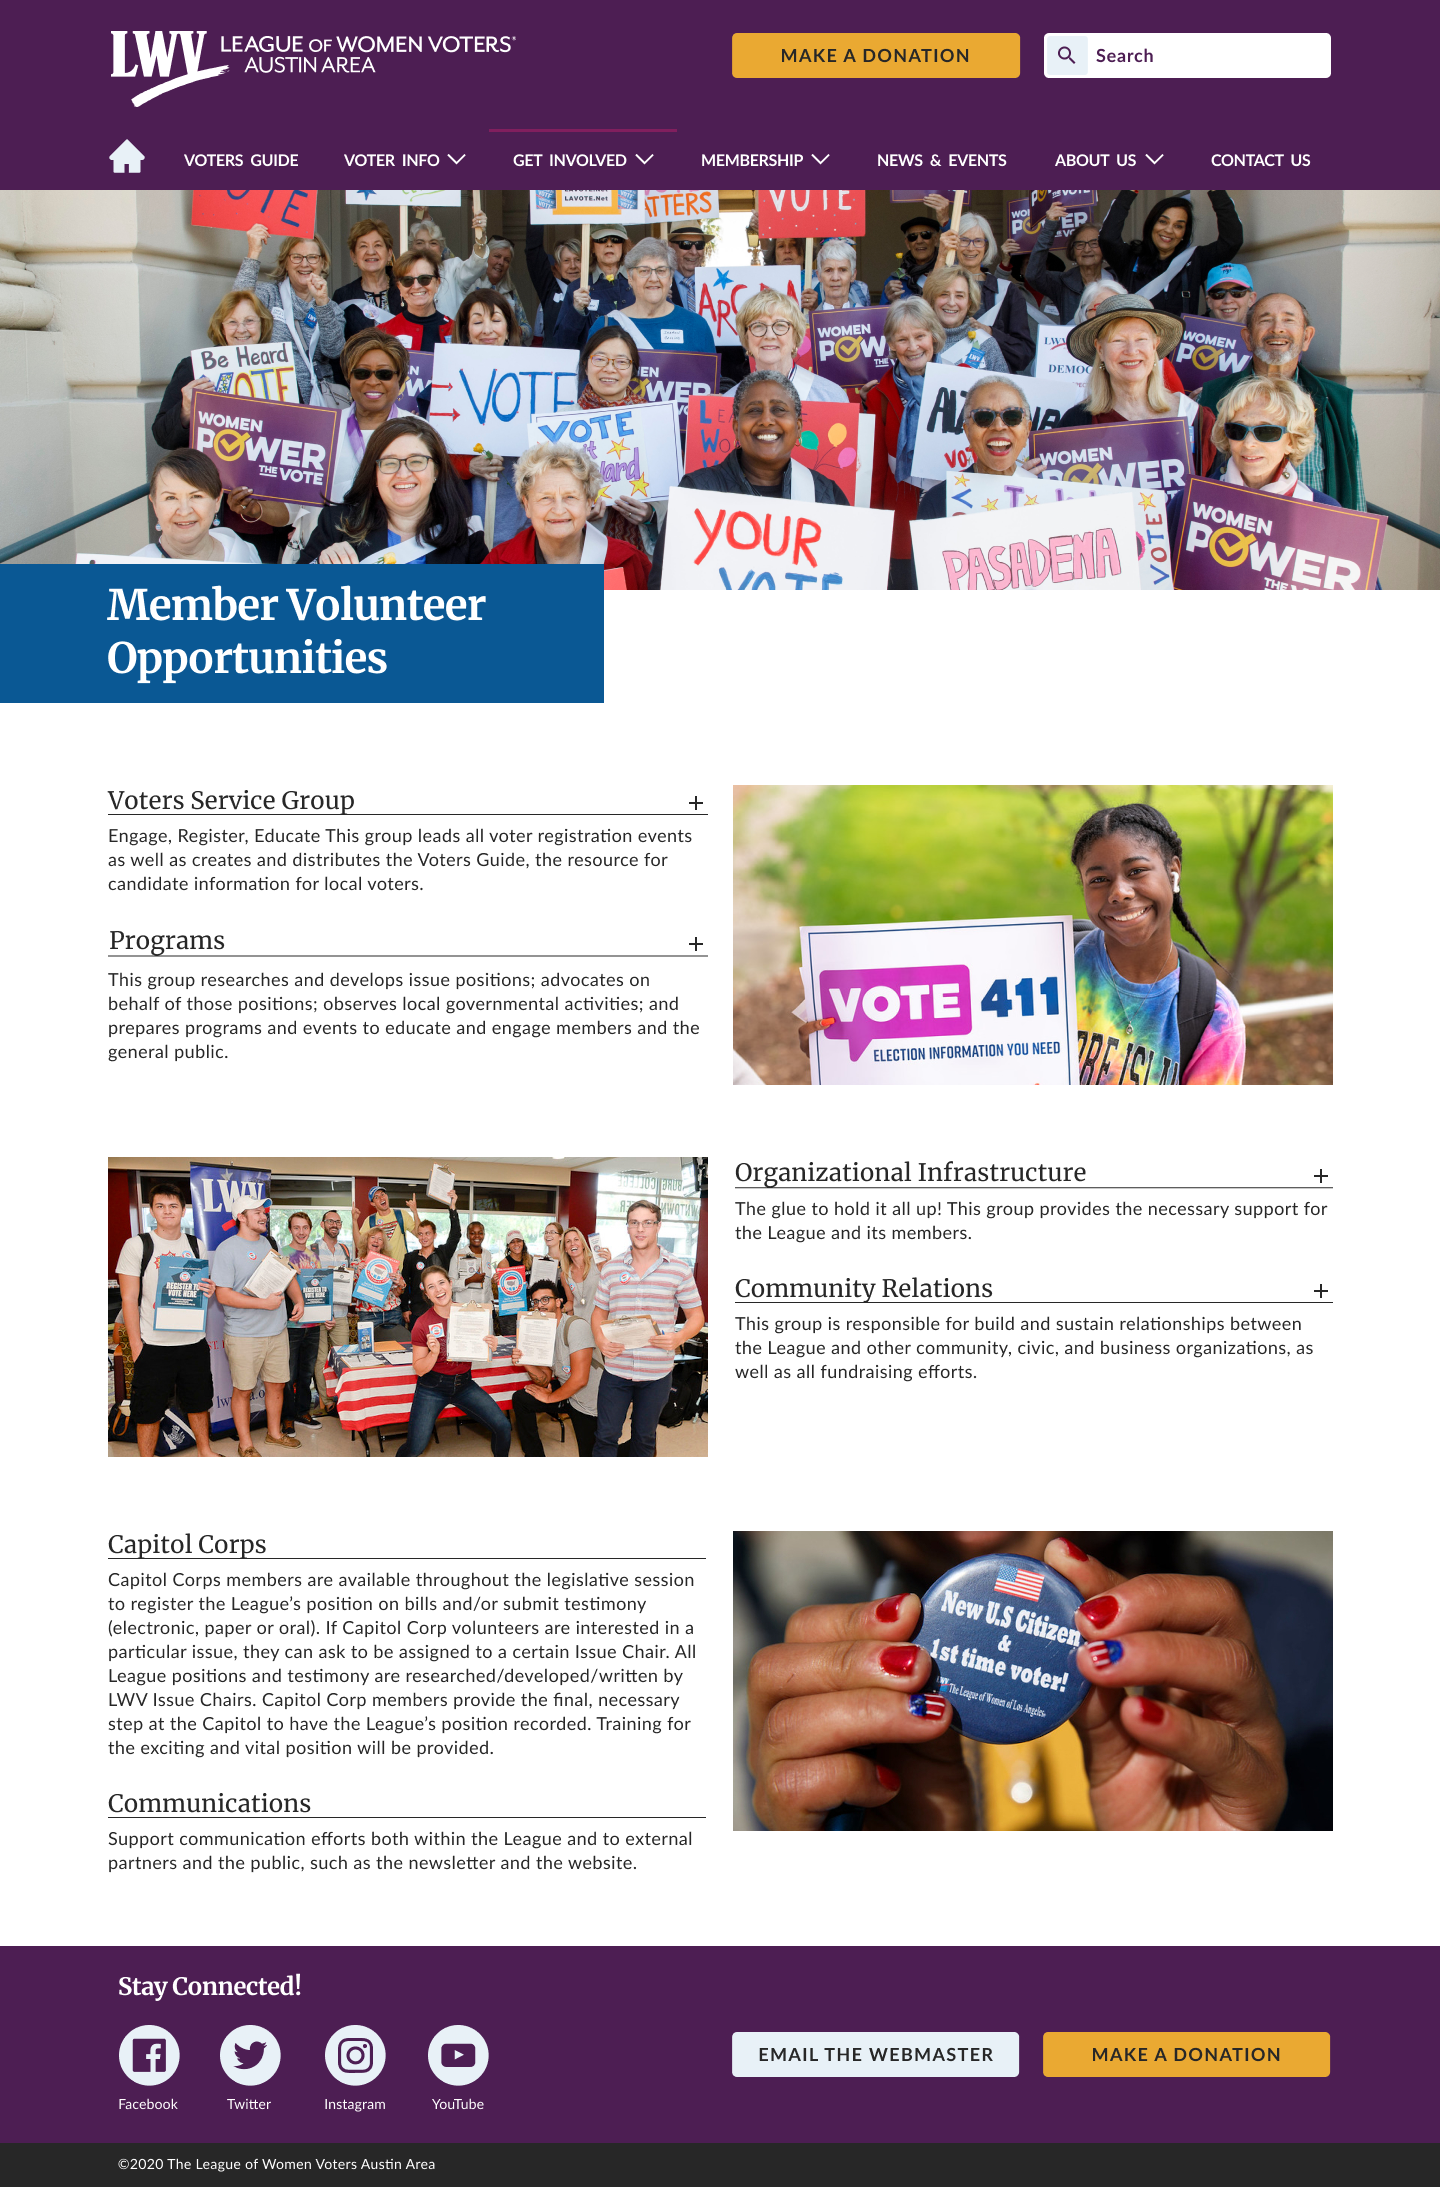 LWV LEAGUE OF WOMEN VOTERS®
AUSTIN AREA
MAKE A DONATION
Search
VOTERS GUIDE
VOTER INFO
GET INVOLVED
MEMBERSHIP
NEWS & EVENTS
ABOUT US
CONTACT US
LAVOTE.Net
VOTE
Be Heard
WOMEN
POWER
THE VOTE
VOTE
VOTE
YOUR
VOTE
PASADENA
VOTE
WOMEN
POWER
WOMEN
POWER
THE
Member Volunteer
Opportunities
Voters Service Group
Engage, Register, Educate This group leads all voter registration events
as well as creates and distributes the Voters Guide, the resource for
candidate information for local voters.
Programs
This group researches and develops issue positions; advocates on
behalf of those positions; observes local governmental activities; and
prepares programs and events to educate and engage members and the
general public.
VOTE 411
ELECTION INFORMATION YOU NEED
LWV
REGISTER TO
VOTE HERE
REGISTER TO
VOTE HERE
Organizational Infrastructure
The glue to hold it all up! This group provides the necessary support for
the League and its members.
Community Relations
This group is responsible for build and sustain relationships between
the League and other community, civic, and business organizations, as
well as all fundraising efforts.
Capitol Corps
Capitol Corps members are available throughout the legislative session
to register the League’s position on bills and/or submit testimony
(electronic, paper or oral). If Capitol Corp volunteers are interested in a
particular issue, they can ask to be assigned to a certain Issue Chair. All
League positions and testimony are researched/developed/written by
LWV Issue Chairs. Capitol Corp members provide the final, necessary
step at the Capitol to have the League’s position recorded. Training for
the exciting and vital position will be provided.
Communications
Support communication efforts both within the League and to external
partners and the public, such as the newsletter and the website.
New U.S Citizen
&
1st time voter!
The League of Women of Los Angeles
Stay Connected!
Facebook
Twitter
Instagram
YouTube
EMAIL THE WEBMASTER
MAKE A DONATION
©2020 The League of Women Voters Austin Area